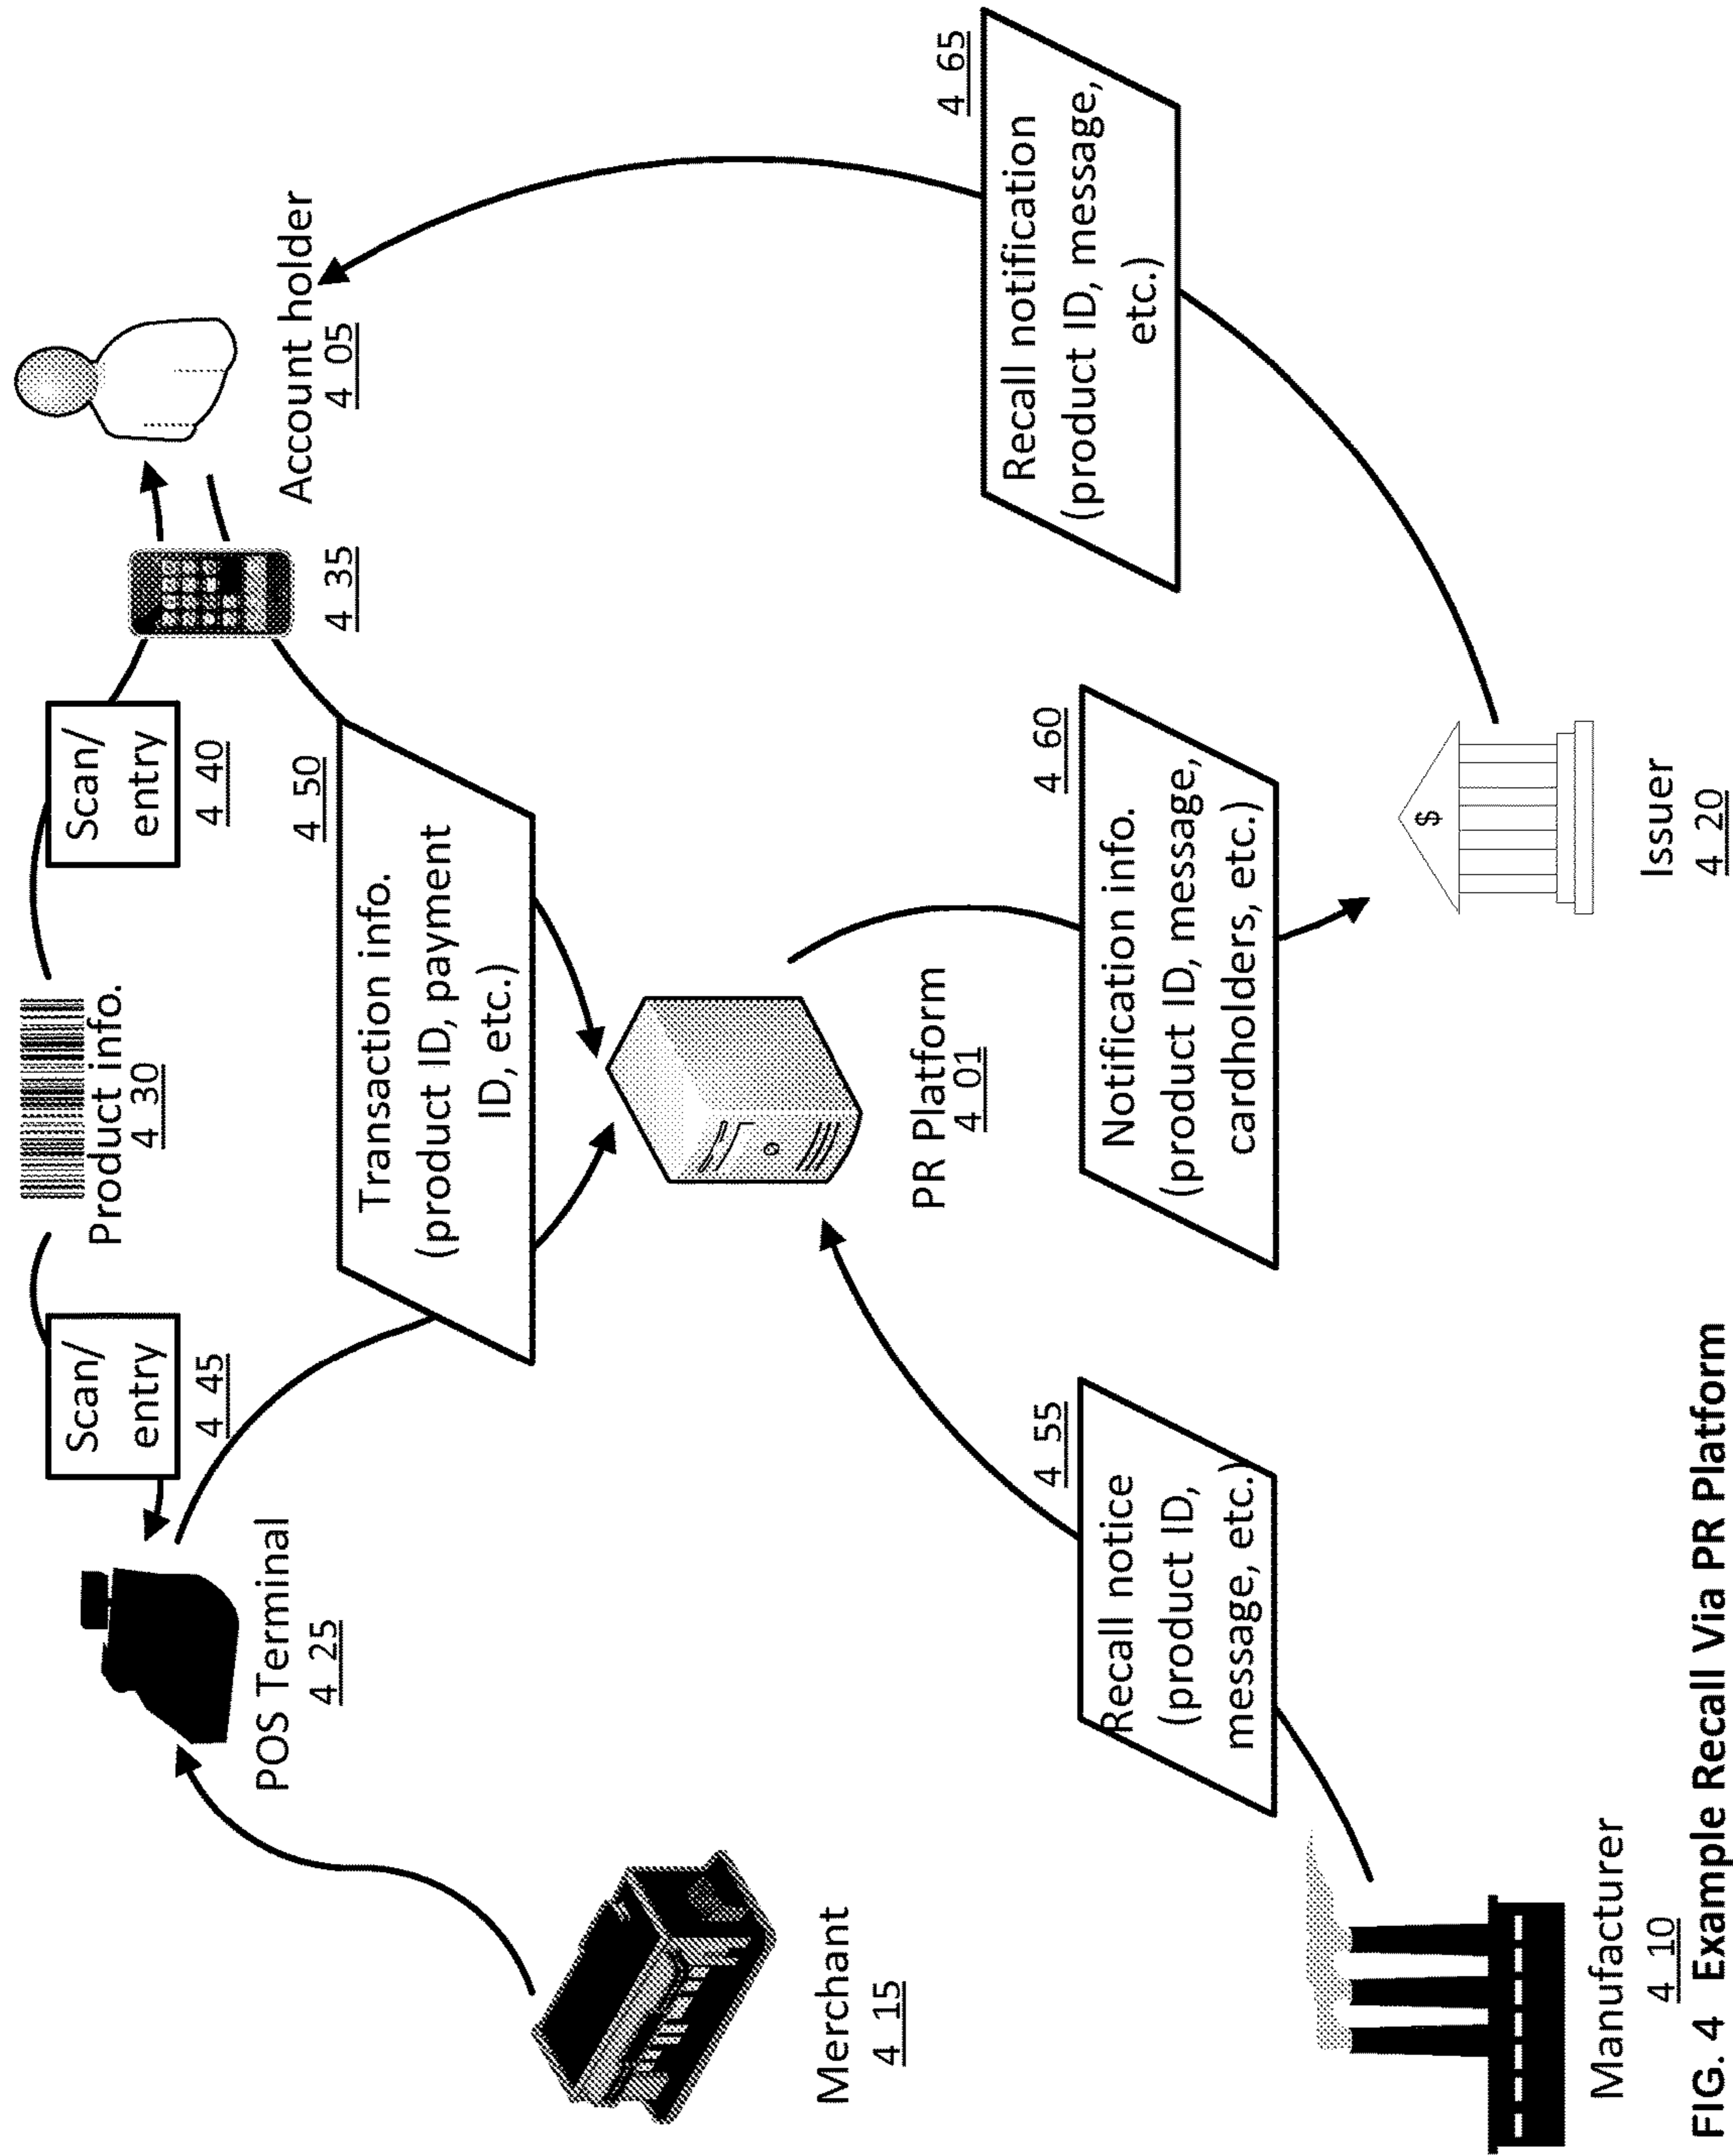 Product info.
4 30
Scan/
entry
4 45
Scan/
entry
4 40
POS Terminal
4 25
4 35
Account holder
4 05
4 50
Transaction info.
(product ID, payment
ID, etc.)
Merchant
4 15
PR Platform
4 01
4 65
Recall notification
(product ID, message,
etc.)
4 55
Recall notice
(product ID,
message, etc.)
4 60
Notification info.
(product ID, message,
cardholders, etc.)
$
Manufacturer
4 10
Issuer
4 20
FIG. 4 Example Recall Via PR Platform